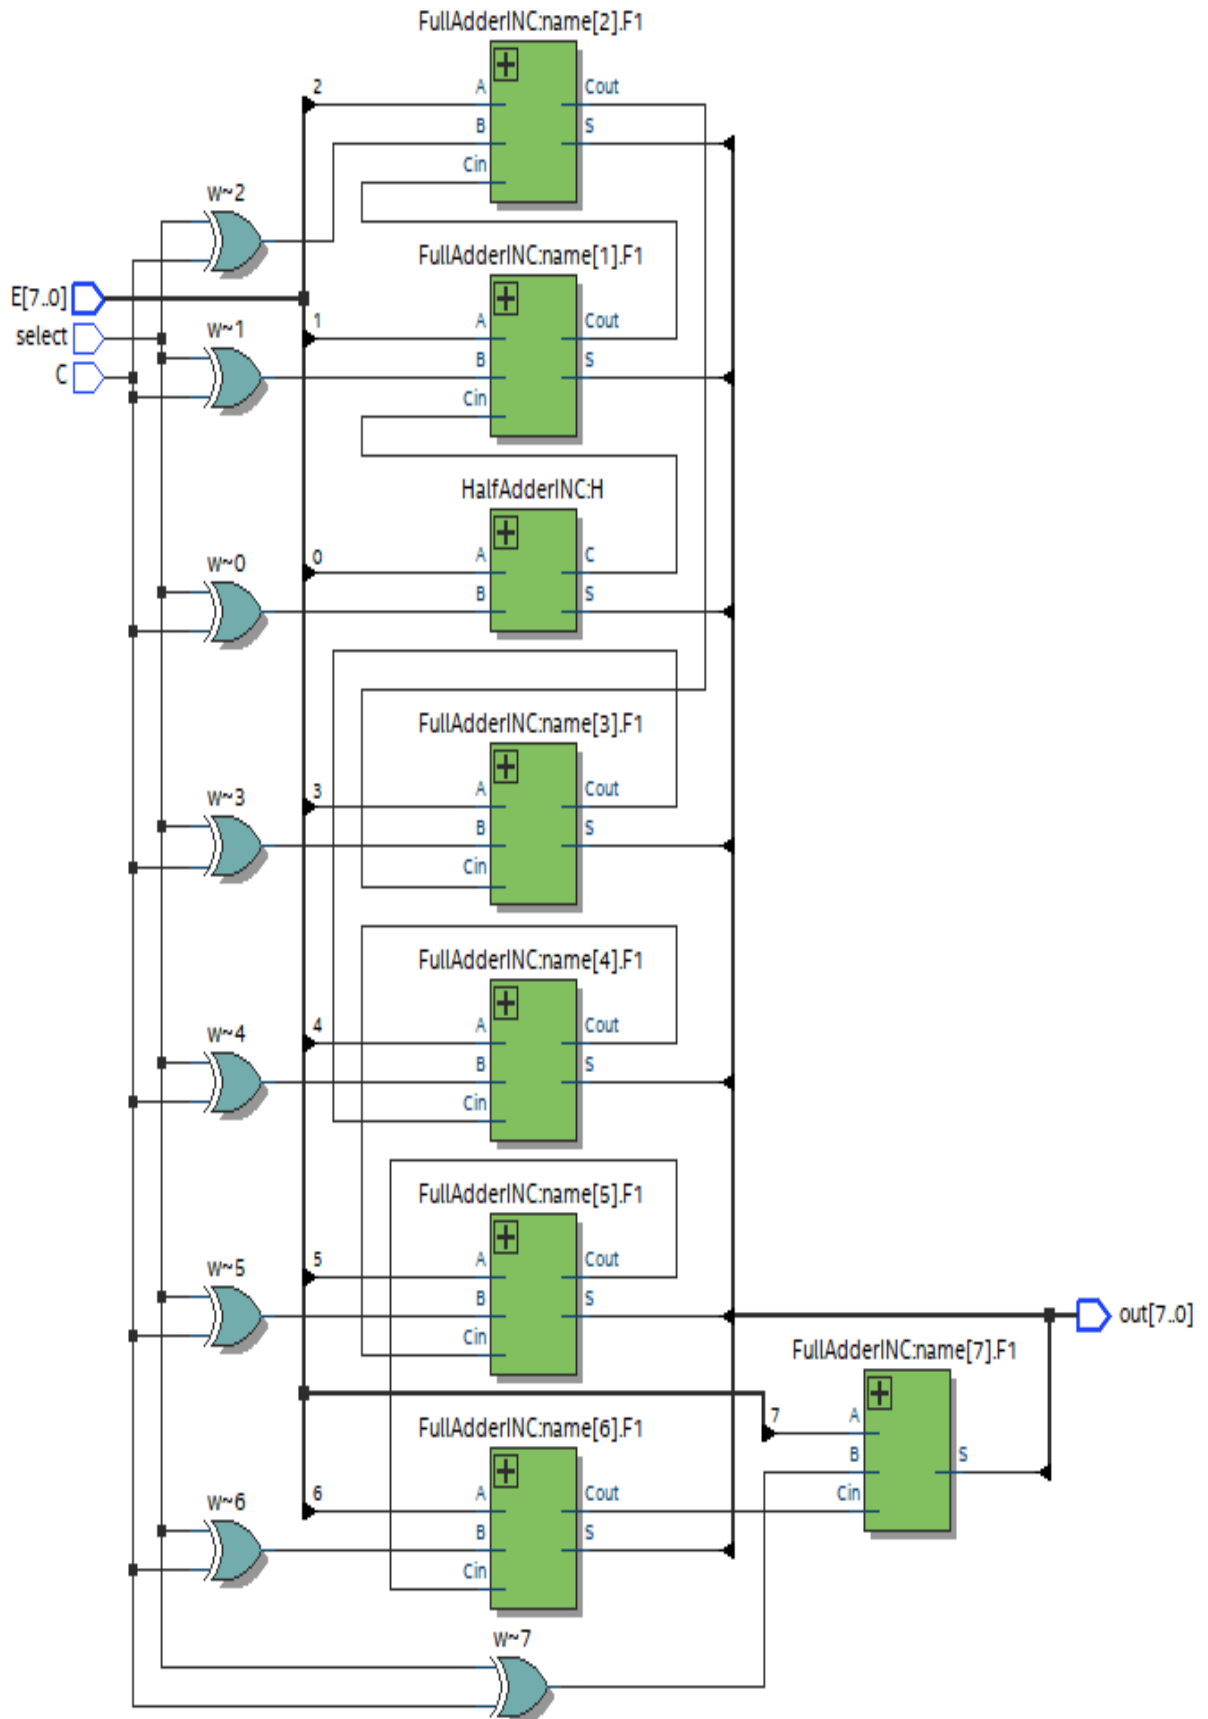 FullAdderINC:name[2].F1
2
A
Cout
B
S
Cin
w~2
FullAdderINC:name[1].F1
E[7..0]
select
w~1
1
A
Cout
C
B
S
Cin
HalfAdderINC:H
w~0
0
A
C
B
S
FullAdderINC:name[3].F1
w~3
3
A
Cout
B
S
Cin
FullAdderINC:name[4].F1
w~4
4
A
Cout
B
S
Cin
FullAdderINC:name[5].F1
w~5
5
A
Cout
B
S
Cin
out[7..0]
FullAdderINC:name[7].F1
7
A
B
S
Cin
FullAdderINC:name[6].F1
w~6
6
A
Cout
B
S
Cin
w~7